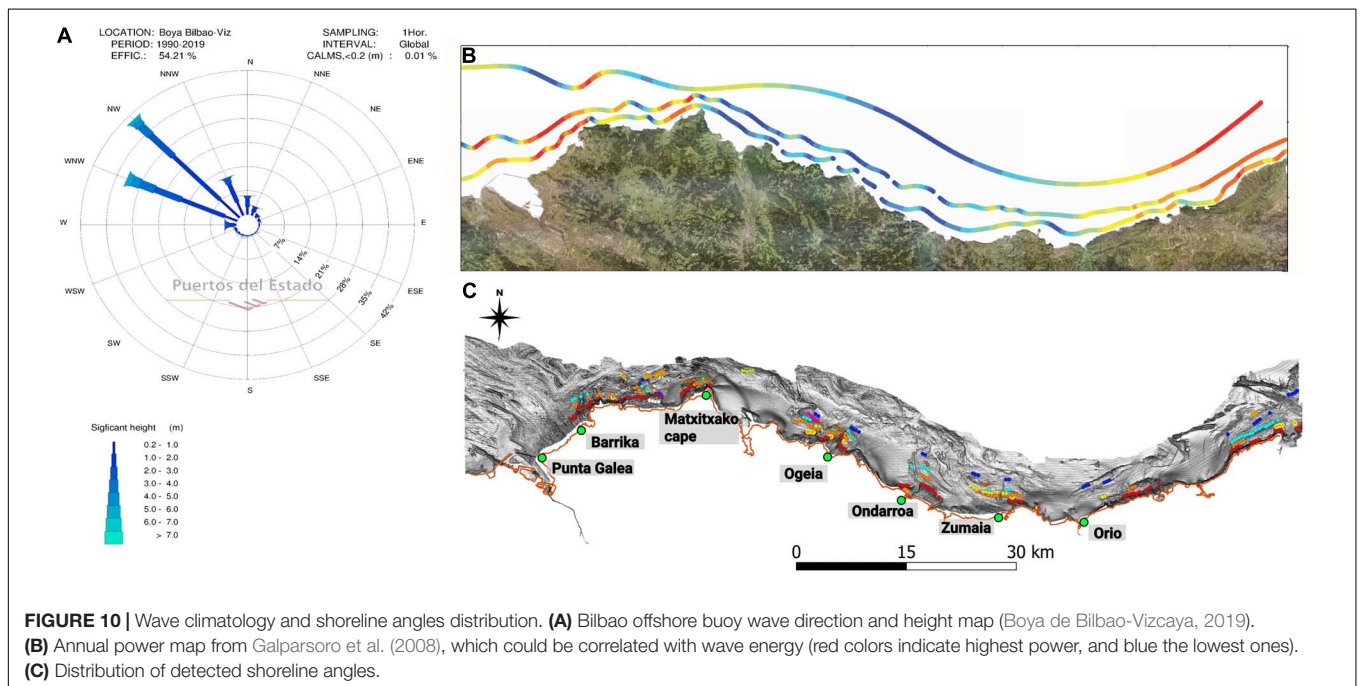 A
LOCATION: Boya Bilbao-Viz
PERIOD: 1990-2019
EFFIC.: 54.21 %
SAMPLING: 1Hor.
INTERVAL: Global
CALMS,<0.2 (m) : 0.01 %
N
NNE
NE
ENE
E
ESE
SE
SSE
S
SSW
SW
WSW
W
WNW
NW
NNW
7%
14%
21%
28%
35%
42%
Puertos del Estado
Sigficant height (m)
0.2 - 1.0
1.0 - 2.0
2.0 - 3.0
3.0 - 4.0
4.0 - 5.0
5.0 - 6.0
6.0 - 7.0
> 7.0
B
C
N
Matxitxako
cape
Barrika
Punta Galea
Ogeia
Ondarroa
Zumaia
Orio
0 15 30 km
FIGURE 10 | Wave climatology and shoreline angles distribution. (A) Bilbao offshore buoy wave direction and height map (Boya de Bilbao-Vizcaya, 2019).
(B) Annual power map from Galparsoro et al. (2008), which could be correlated with wave energy (red colors indicate highest power, and blue the lowest ones).
(C) Distribution of detected shoreline angles.